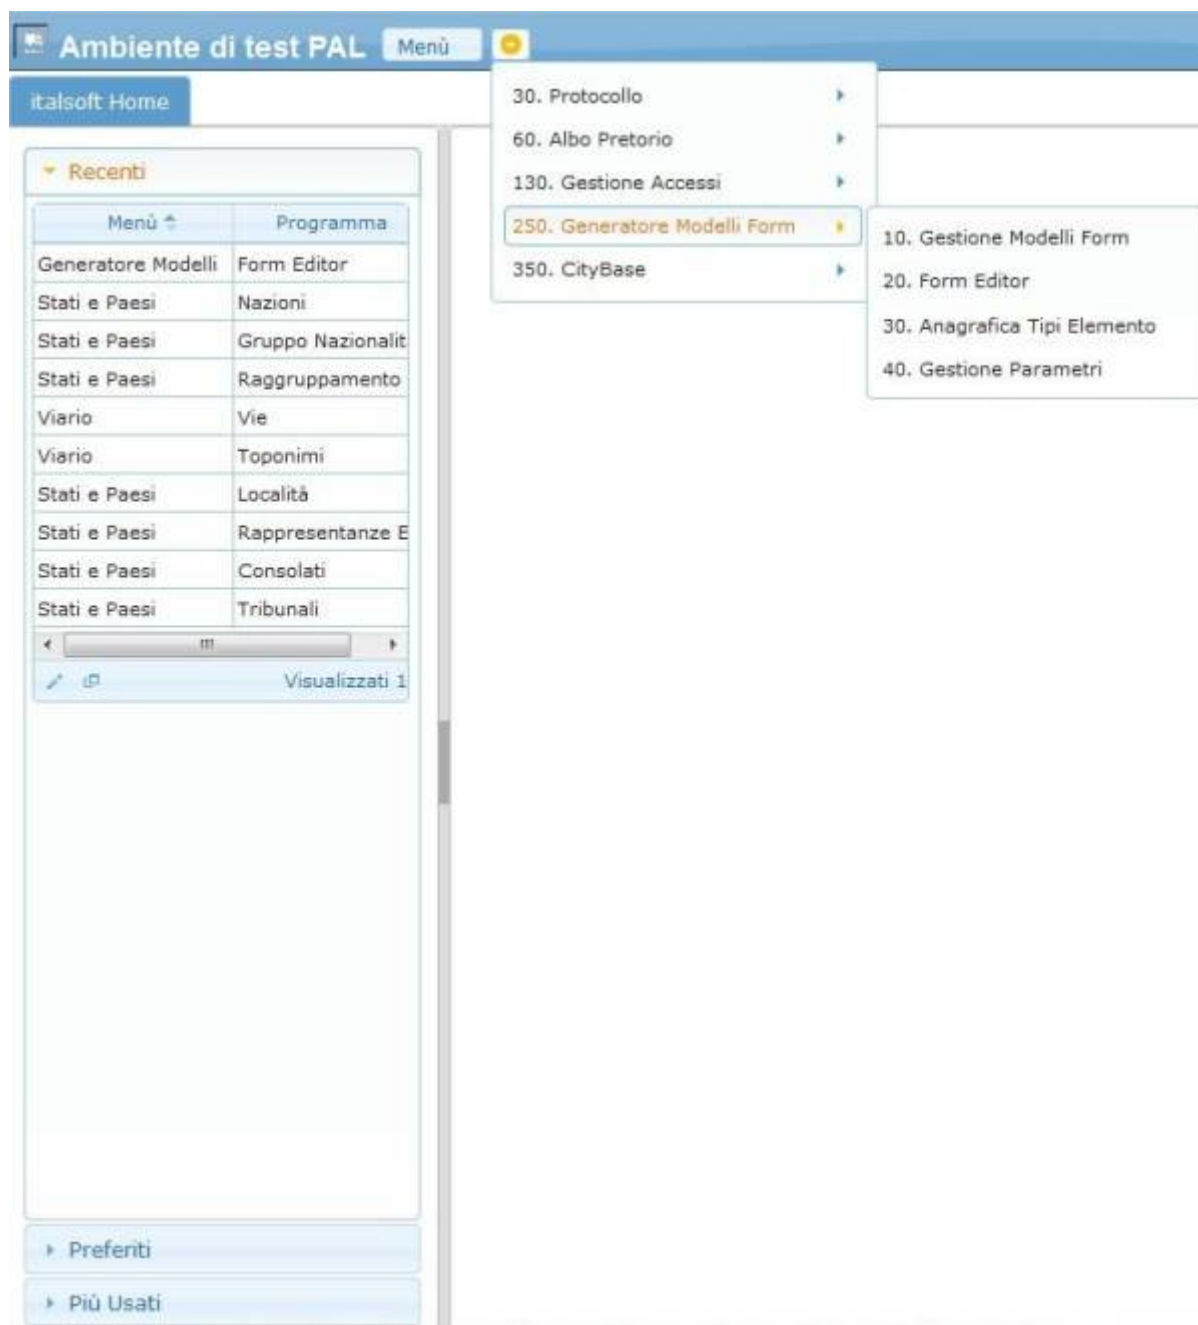 Ambiente di test PAL Menù
italsoft Home
30. Protocollo
60. Albo Pretorio
130. Gestione Accessi
250. Generatore Modelli Form
350. CityBase
10. Gestione Modelli Form
20. Form Editor
30. Anagrafica Tipi Elemento
40. Gestione Parametri
Recenti
Menù Programma
Generatore Modelli Form Editor
Stati e Paesi Nazioni
Stati e Paesi Gruppo Nazionalit
Stati e Paesi Raggruppamento
Viario Vie
Viario Toponimi
Stati e Paesi Località
Stati e Paesi Rappresentanze E
Stati e Paesi Consolati
Stati e Paesi Tribunali
Visualizzati 1
Preferiti
Più Usati